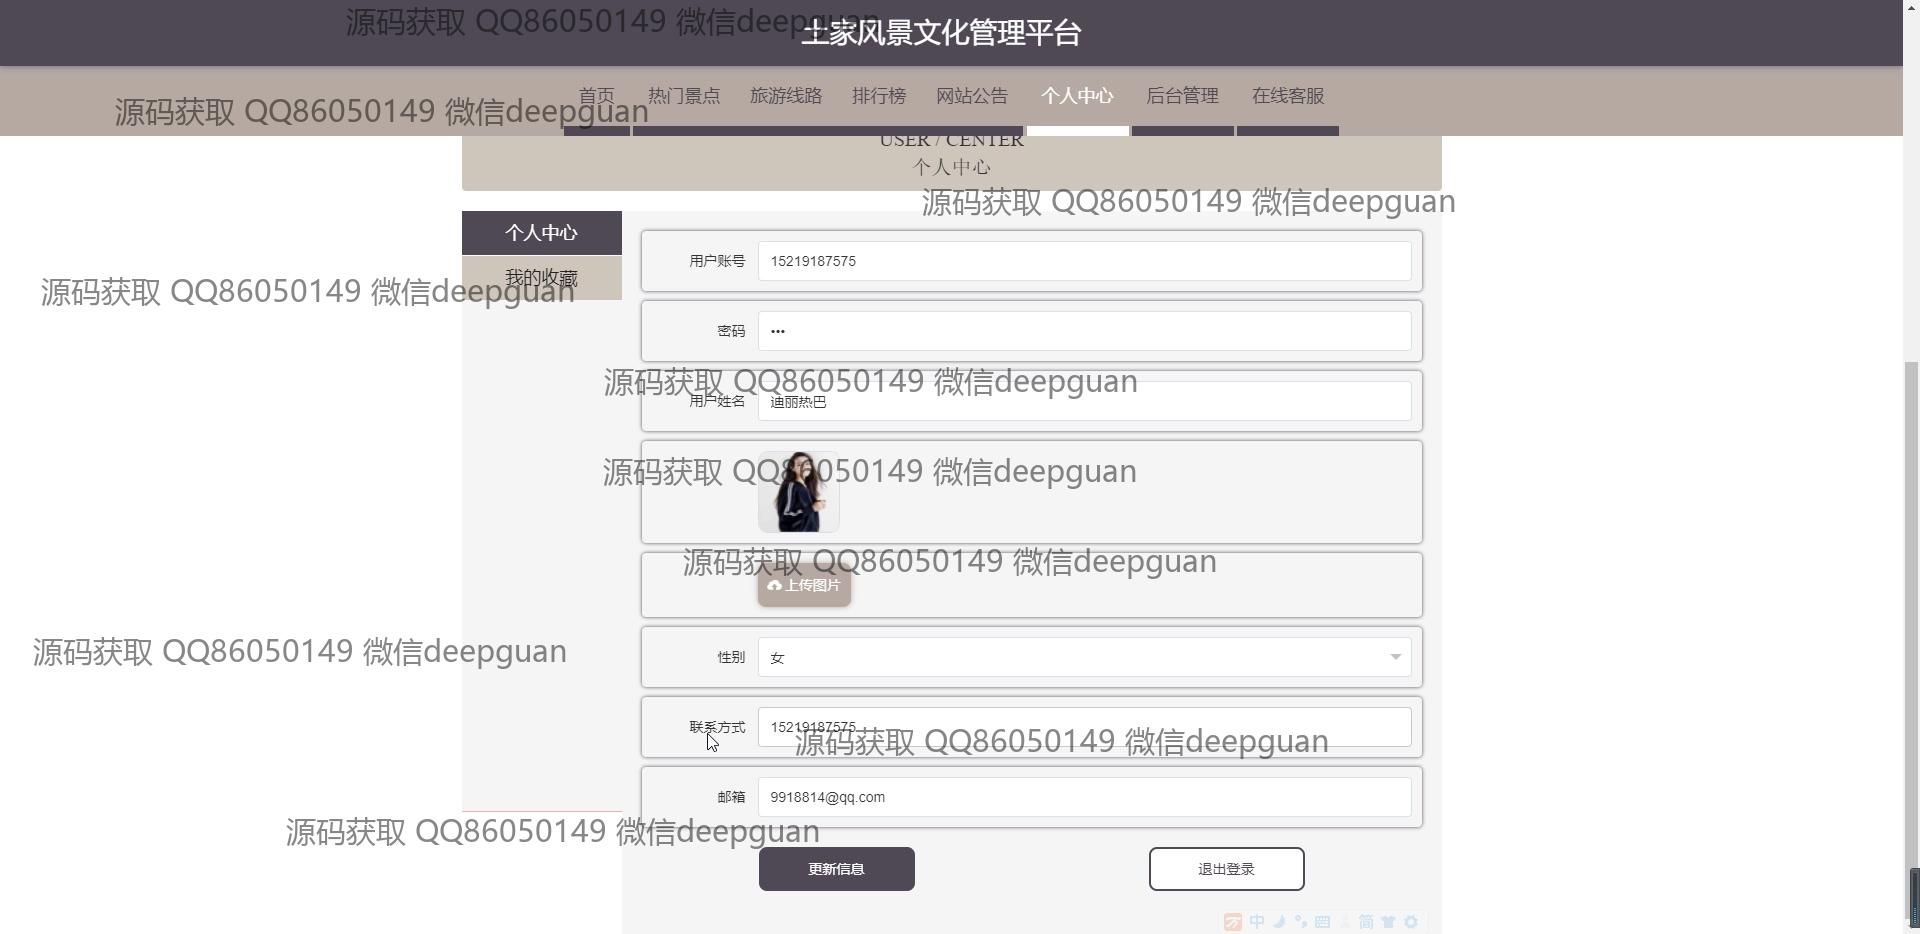 源码获取 QQ86050149 微信deepguan
土家风景文化管理平台
首页 热门景点 旅游线路 排行榜 网站公告 个人中心 后台管理 在线客服
源码获取 QQ86050149 微信deepguan
USER / CENTER
个人中心
源码获取 QQ86050149 微信deepguan
个人中心
我的收藏
源码获取 QQ86050149 微信deepguan
用户账号 15219187575
密码 •••
源码获取 QQ86050149 微信deepguan
用户姓名 迪丽热巴
源码获取 QQ86050149 微信deepguan
源码获取 QQ86050149 微信deepguan
上传图片
源码获取 QQ86050149 微信deepguan
性别 女
联系方式 15219187575
源码获取 QQ86050149 微信deepguan
邮箱 9918814@qq.com
源码获取 QQ86050149 微信deepguan
更新信息 退出登录
中 简